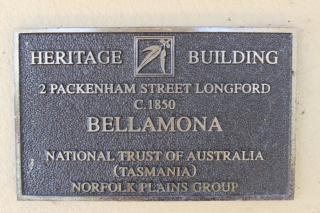 HERITAGE BUILDING
2 PACKENHAM STREET LONGFORD
C.1850
BELLAMONA
NATIONAL TRUST OF AUSTRALIA
(TASMANIA)
NORFOLK PLAINS GROUP